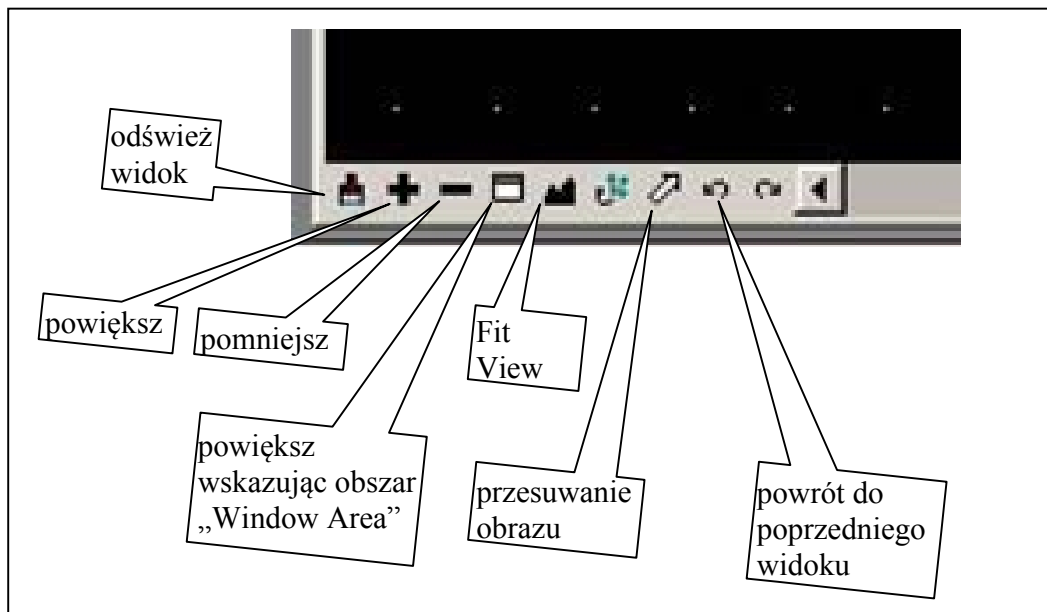 odśwież
widok
powiększ
pomniejsz
Fit
View
powiększ
wskazując obszar
„Window Area”
przesuwanie
obrazu
powrót do
poprzedniego
widoku